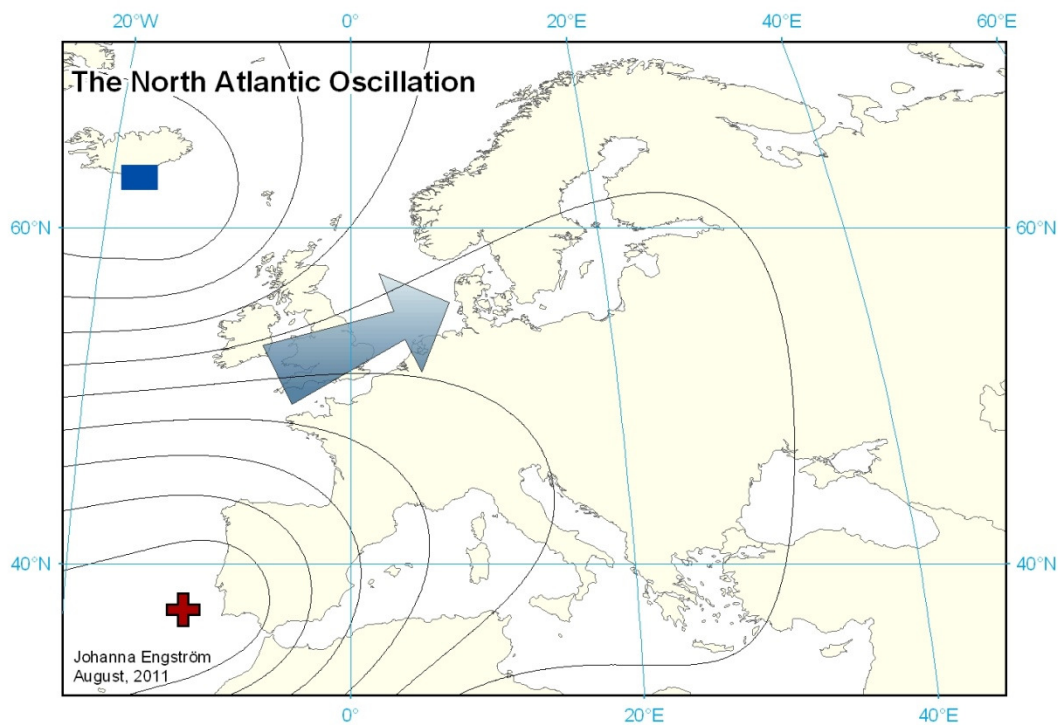 20°W 0° 20°E 40°E 60°E
The North Atlantic Oscillation
60°N 60°N
40°N 40°N
Johanna Engström
August, 2011
0° 20°E 40°E